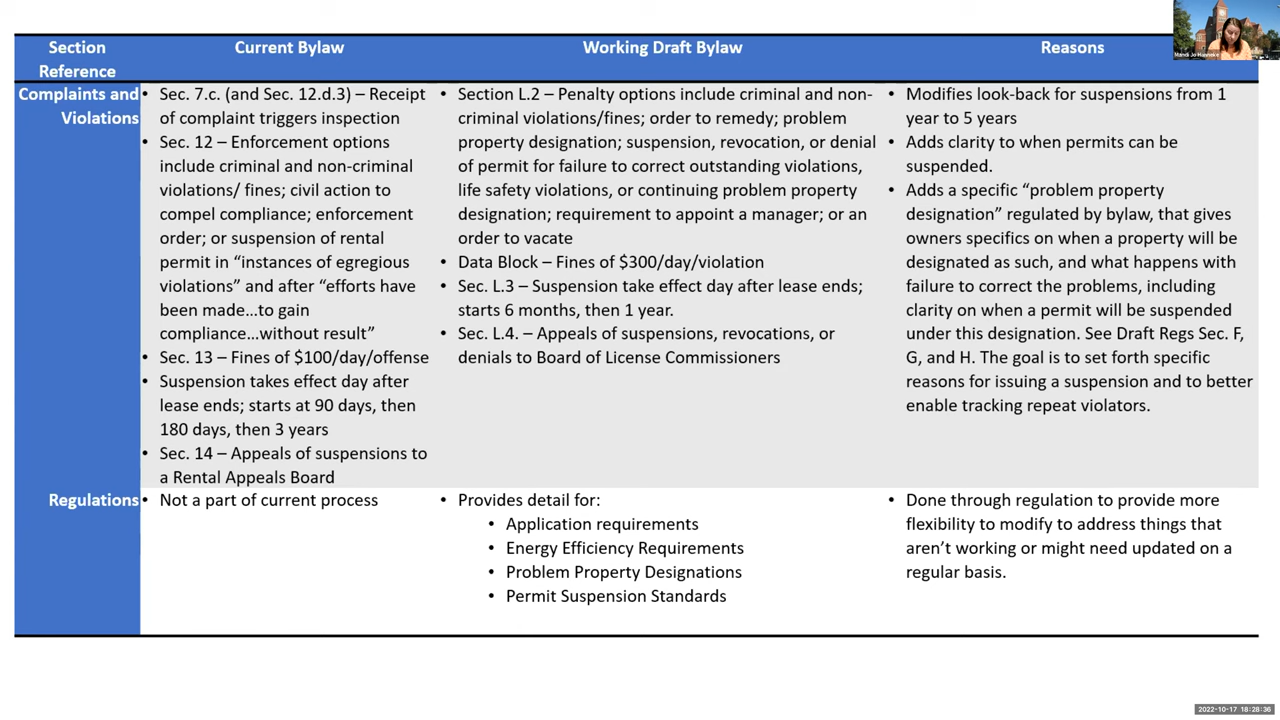 Section
Reference
Current Bylaw
Working Draft Bylaw
Reasons
Complaints and
Violations
• Sec. 7.c. (and Sec. 12.d.3) – Receipt
of complaint triggers inspection
• Sec. 12 – Enforcement options
include criminal and non-criminal
violations/ fines; civil action to
compel compliance; enforcement
order; or suspension of rental
permit in “instances of egregious
violations” and after “efforts have
been made…to gain
compliance…without result”
• Sec. 13 – Fines of $100/day/offense
• Suspension takes effect day after
lease ends; starts at 90 days, then
180 days, then 3 years
• Sec. 14 – Appeals of suspensions to
a Rental Appeals Board
• Section L.2 – Penalty options include criminal and non-
criminal violations/fines; order to remedy; problem
property designation; suspension, revocation, or denial
of permit for failure to correct outstanding violations,
life safety violations, or continuing problem property
designation; requirement to appoint a manager; or an
order to vacate
• Data Block – Fines of $300/day/violation
• Sec. L.3 – Suspension take effect day after lease ends;
starts 6 months, then 1 year.
• Sec. L.4. – Appeals of suspensions, revocations, or
denials to Board of License Commissioners
• Modifies look-back for suspensions from 1
year to 5 years
• Adds clarity to when permits can be
suspended.
• Adds a specific “problem property
designation” regulated by bylaw, that gives
owners specifics on when a property will be
designated as such, and what happens with
failure to correct the problems, including
clarity on when a permit will be suspended
under this designation. See Draft Regs Sec. F,
G, and H. The goal is to set forth specific
reasons for issuing a suspension and to better
enable tracking repeat violators.
Regulations
• Not a part of current process
• Provides detail for:
• Application requirements
• Energy Efficiency Requirements
• Problem Property Designations
• Permit Suspension Standards
• Done through regulation to provide more
flexibility to modify to address things that
aren’t working or might need updated on a
regular basis.
Mandi Jo Hanneke
2022-10-17 18:28:36